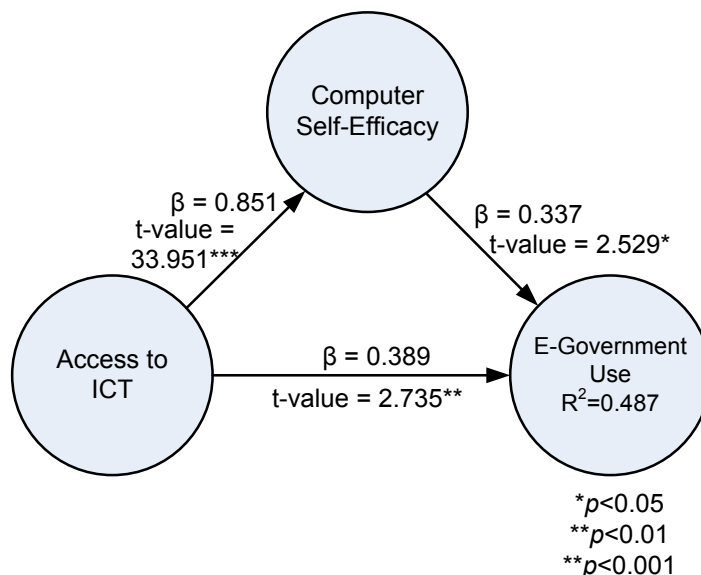 Computer
Self-Efficacy
β = 0.851
t-value =
33.951***
β = 0.337
t-value = 2.529*
Access to
ICT
β = 0.389
t-value = 2.735**
E-Government
Use
R²=0.487
*p<0.05
**p<0.01
**p<0.001